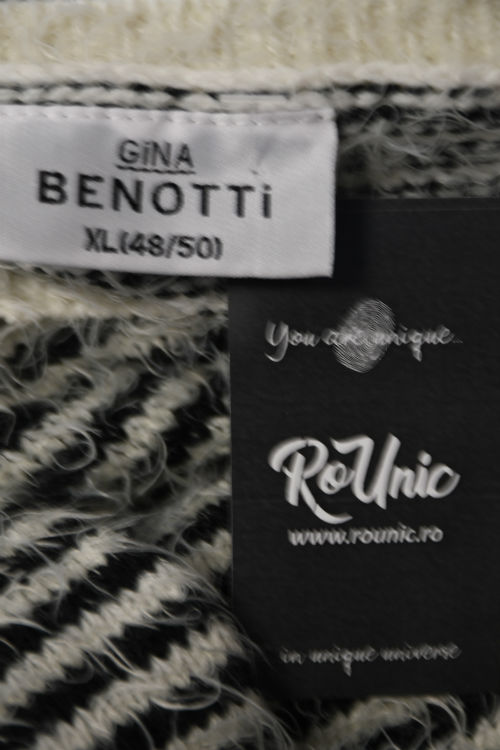 GiNA
BENOTTi
XL(48/50)
You are unique...
RoUnic
www.rounic.ro
in unique universe